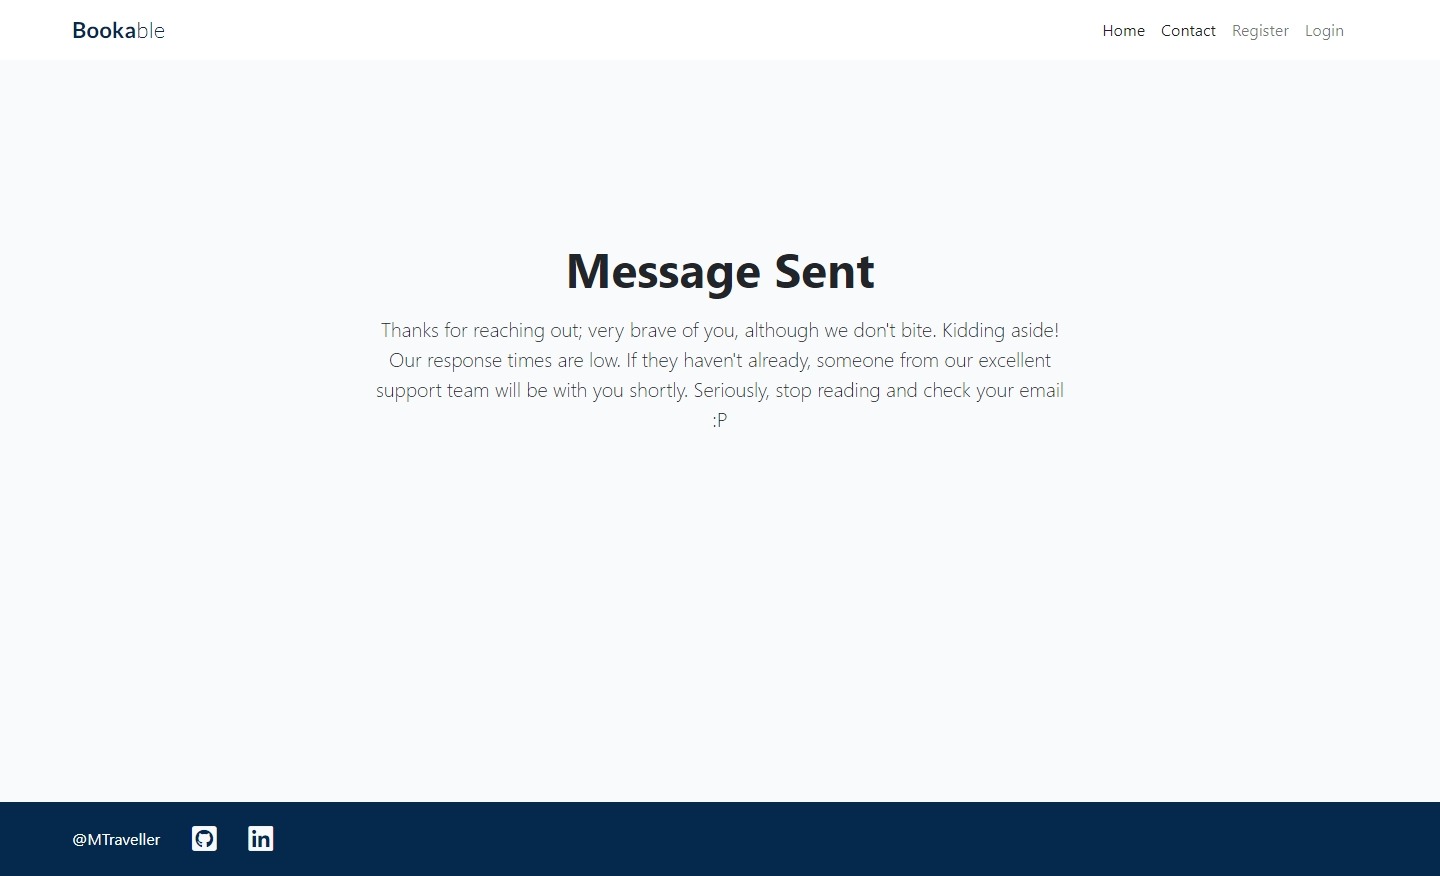 Bookable
Home Contact Register Login
Message Sent
Thanks for reaching out; very brave of you, although we don't bite. Kidding aside!
Our response times are low. If they haven't already, someone from our excellent
support team will be with you shortly. Seriously, stop reading and check your email
:P
@MTraveller
in